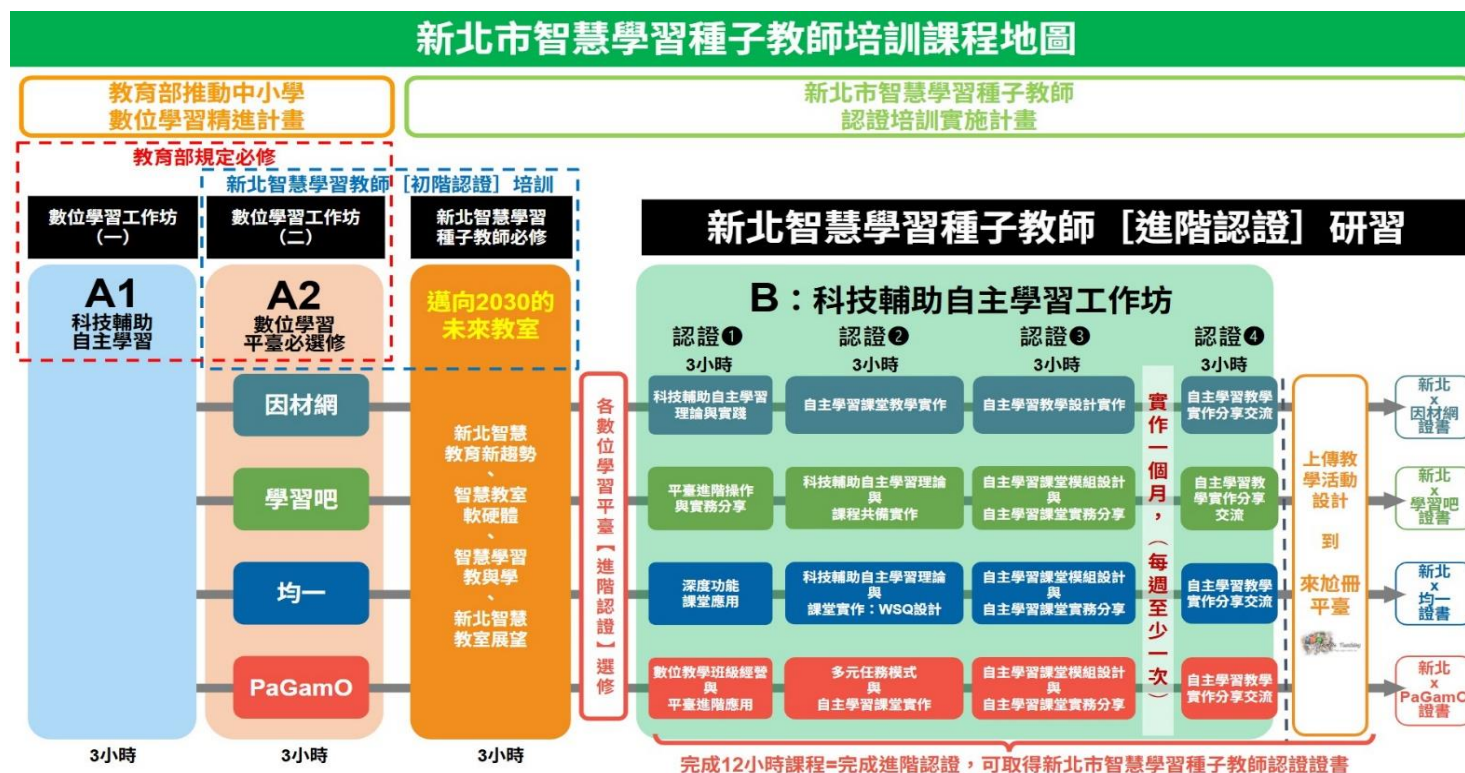 新北市智慧學習種子教師培訓課程地圖
教育部推動中小學
數位學習精進計畫
新北市智慧學習種子教師
認證培訓實施計畫
教育部規定必修
新北智慧學習教師［初階認證］培訓
數位學習工作坊
（一）
數位學習工作坊
（二）
新北智慧學習
種子教師必修
新北智慧學習種子教師［進階認證］研習
A1
科技輔助
自主學習
3小時
A2
數位學習
平臺必選修
因材網
學習吧
均一
PaGamO
3小時
邁向2030的
未來教室
新北智慧
教育新趨勢
、
智慧教室
軟硬體
、
智慧學習
教與學
、
新北智慧
教室展望
3小時
各數位學習平臺【進階認證】選修
B：科技輔助自主學習工作坊
認證❶
3小時
認證❷
3小時
認證❸
3小時
認證❹
3小時
科技輔助自主學習
理論與實踐
自主學習課堂教學實作
自主學習教學設計實作
自主學習教學
實作分享交流
平臺進階操作
與實務分享
科技輔助自主學習理論
與
課程共備實作
自主學習課堂模組設計
與
自主學習課堂實務分享
自主學習教
學實作分享
交流
深度功能
課堂應用
科技輔助自主學習理論
與
課堂實作：WSQ設計
自主學習課堂模組設計
與
自主學習課堂實務分享
自主學習教學
實作分享交流
數位教學班級經營
與
平臺進階應用
多元任務模式
與
自主學習課堂實作
自主學習課堂模組設計
與
自主學習課堂實務分享
自主學習教學
實作分享交流
實作一個月，（每週至少一次）
上傳教
學活動
設計
到
來尬冊
平臺
新北
x
因材網
證書
新北
x
學習吧
證書
新北
x
均一
證書
新北
x
PaGamO
證書
完成12小時課程=完成進階認證，可取得新北市智慧學習種子教師認證證書